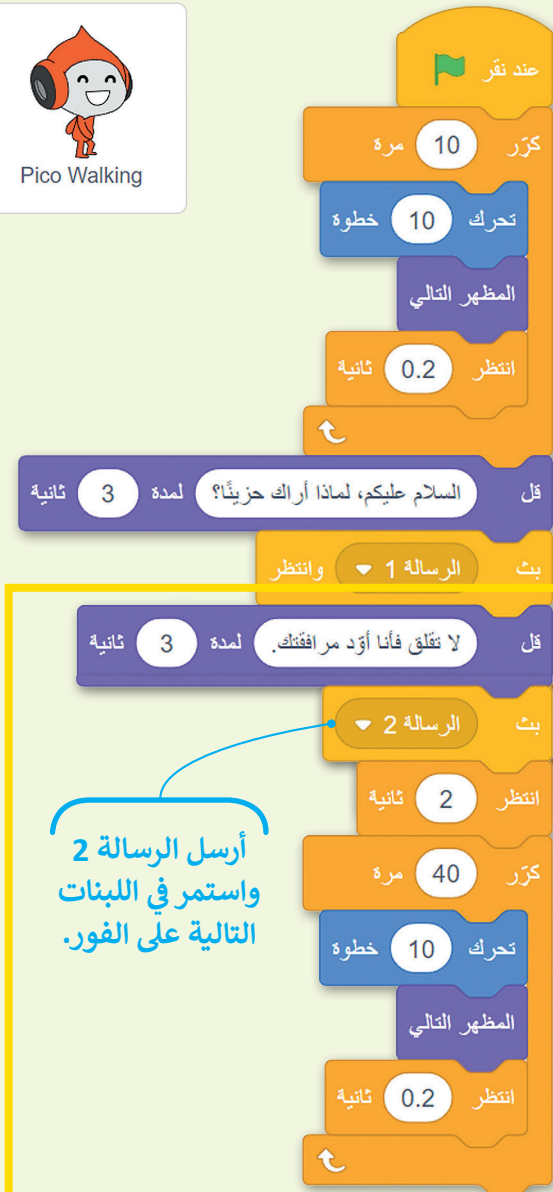 Pico Walking
عند نقر
كرّر 10 مرة
تحرك 10 خطوة
المظهر التالي
انتظر 0.2 ثانية
قل السلام عليكم، لماذا أراك حزينًا؟ لمدة 3 ثانية
بث الرسالة 1 وانتظر
قل لا تقلق فأنا أوّد مرافقتك. لمدة 3 ثانية
بث الرسالة 2
انتظر 2 ثانية
كرّر 40 مرة
تحرك 10 خطوة
المظهر التالي
انتظر 0.2 ثانية
أرسل الرسالة 2
واستمر في اللبنات
التالية على الفور.